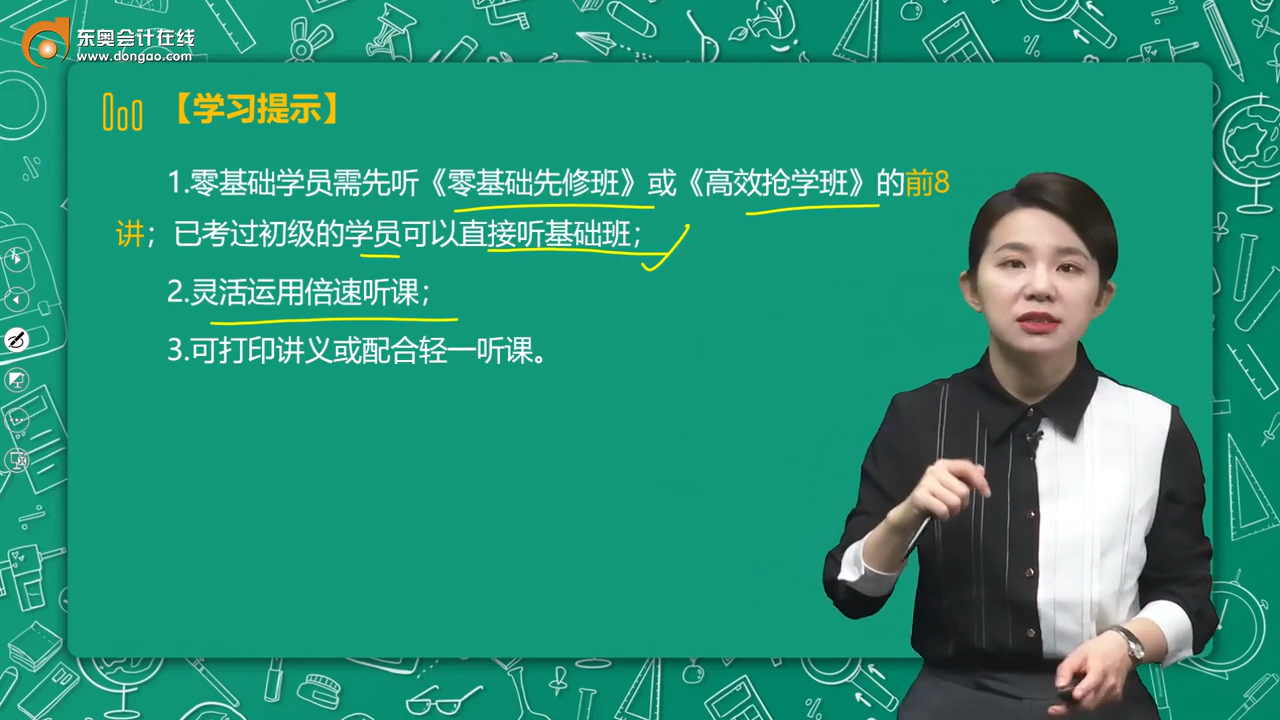 东奥会计在线
www.dongao.com
【学习提示】
1.零基础学员需先听《零基础先修班》或《高效抢学班》的前8
讲；已考过初级的学员可以直接听基础班；
2.灵活运用倍速听课；
3.可打印讲义或配合轻一听课。